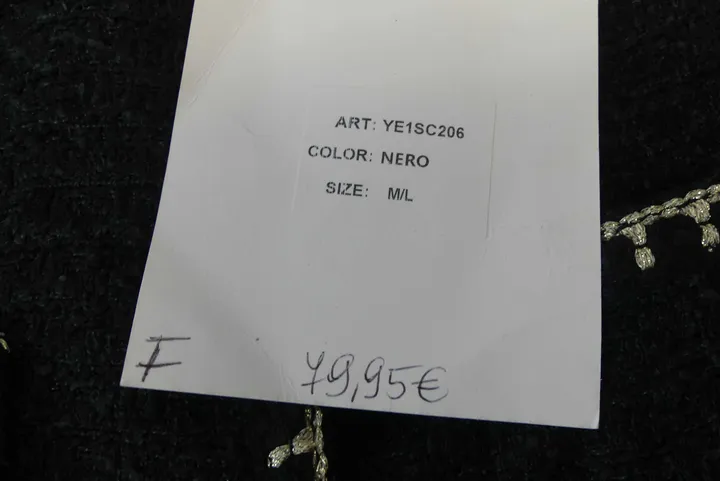 ART: YE1SC206
COLOR: NERO
SIZE: M/L
F 79,95€